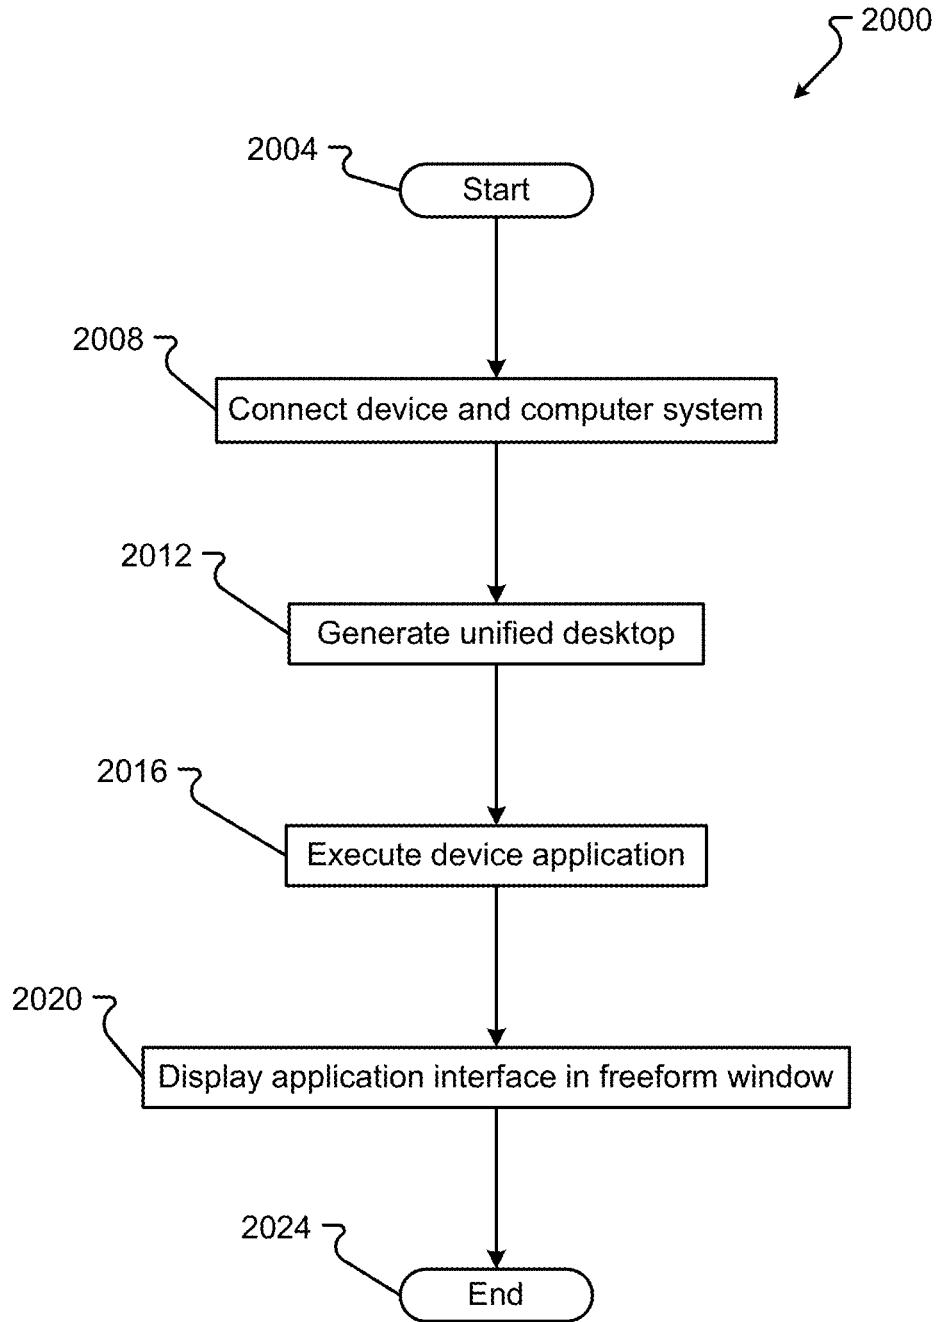 2000
2004
Start
2008
Connect device and computer system
2012
Generate unified desktop
2016
Execute device application
2020
Display application interface in freeform window
2024
End